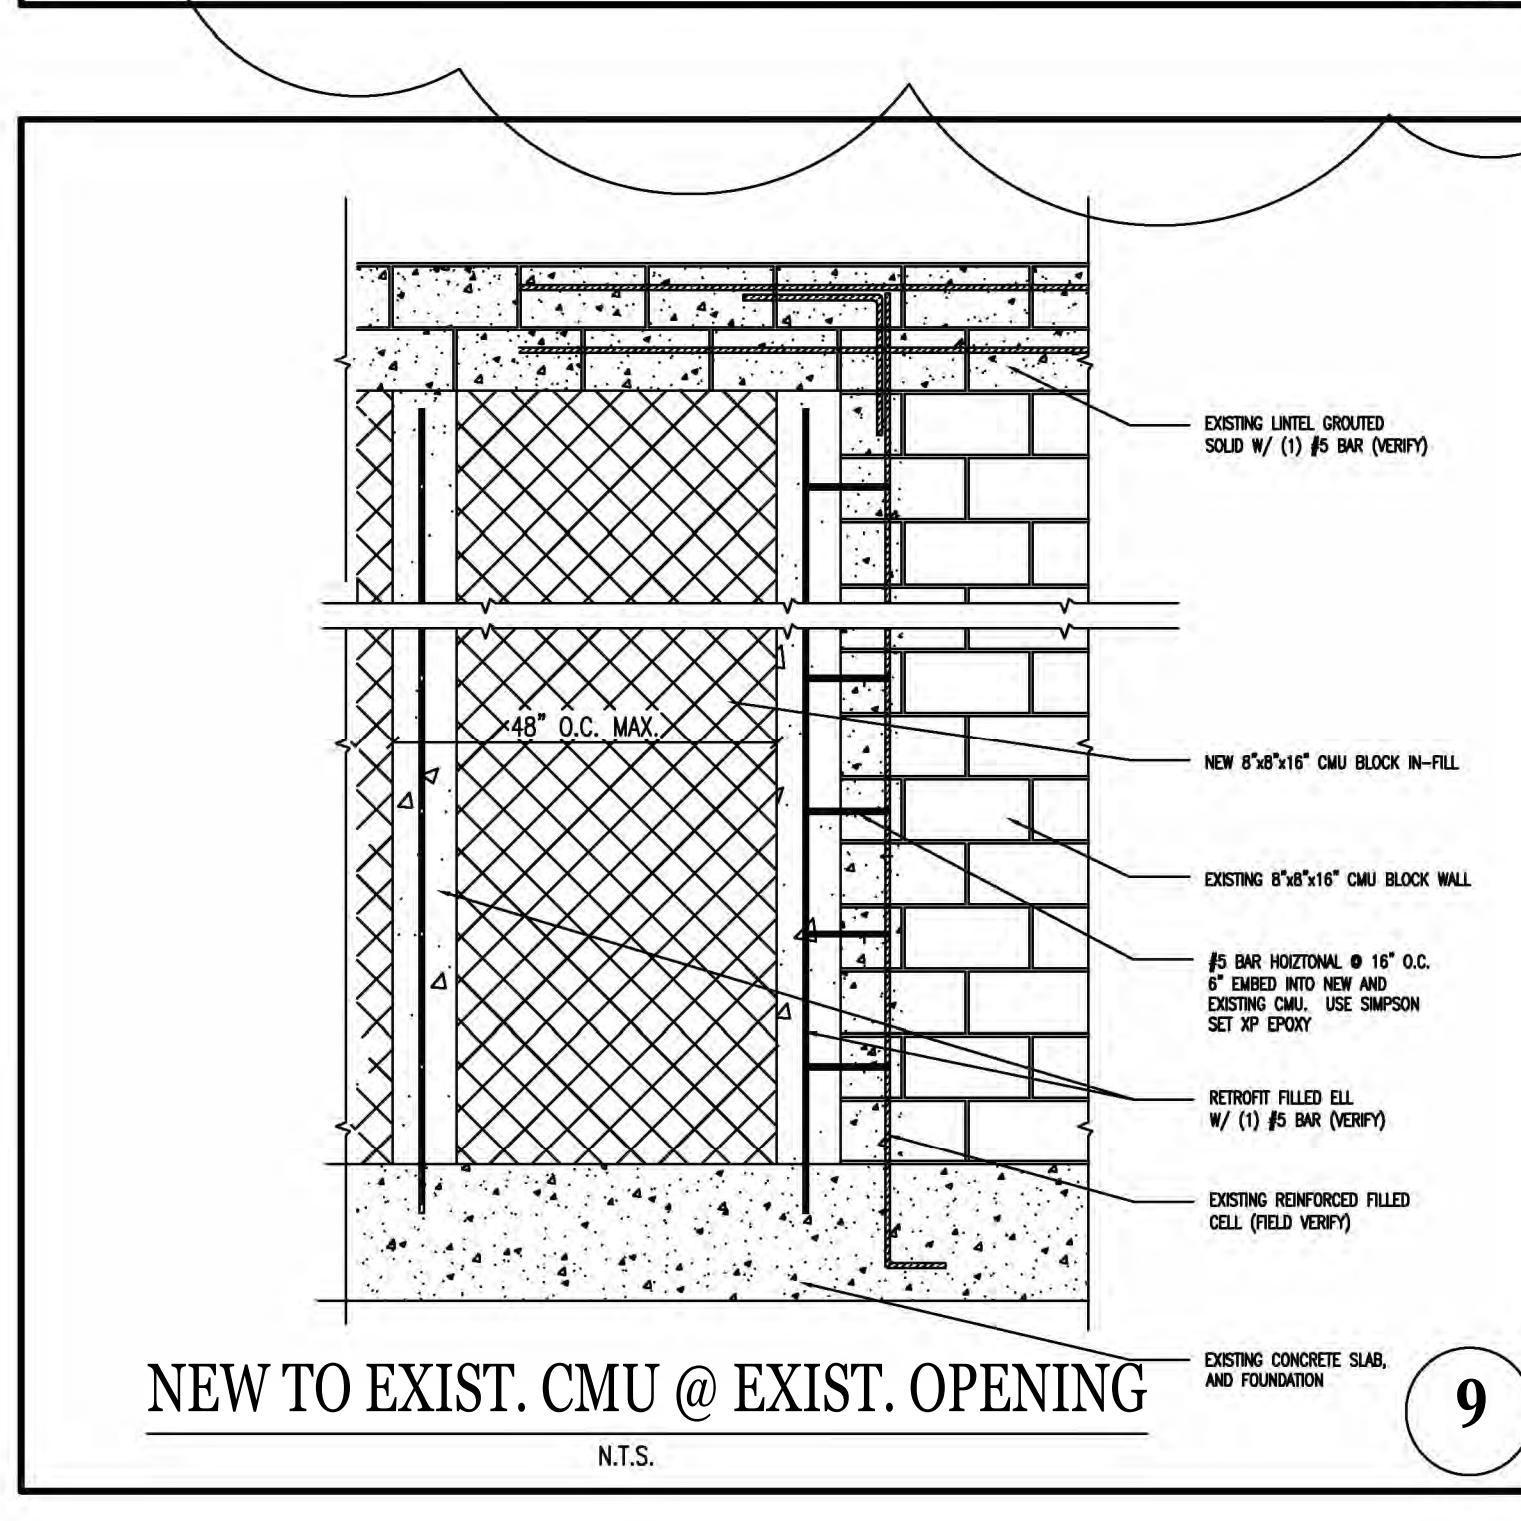 EXISTING LINTEL GROUTED
SOLID W/ (1) #5 BAR (VERIFY)
48" O.C. MAX.
NEW 8"x8"x16" CMU BLOCK IN-FILL
EXISTING 8"x8"x16" CMU BLOCK WALL
#5 BAR HOIZTONAL @ 16" O.C.
6" EMBED INTO NEW AND
EXISTING CMU. USE SIMPSON
SET XP EPOXY
RETROFIT FILLED ELL
W/ (1) #5 BAR (VERIFY)
EXISTING REINFORCED FILLED
CELL (FIELD VERIFY)
EXISTING CONCRETE SLAB,
AND FOUNDATION
NEW TO EXIST. CMU @ EXIST. OPENING
N.T.S.
9